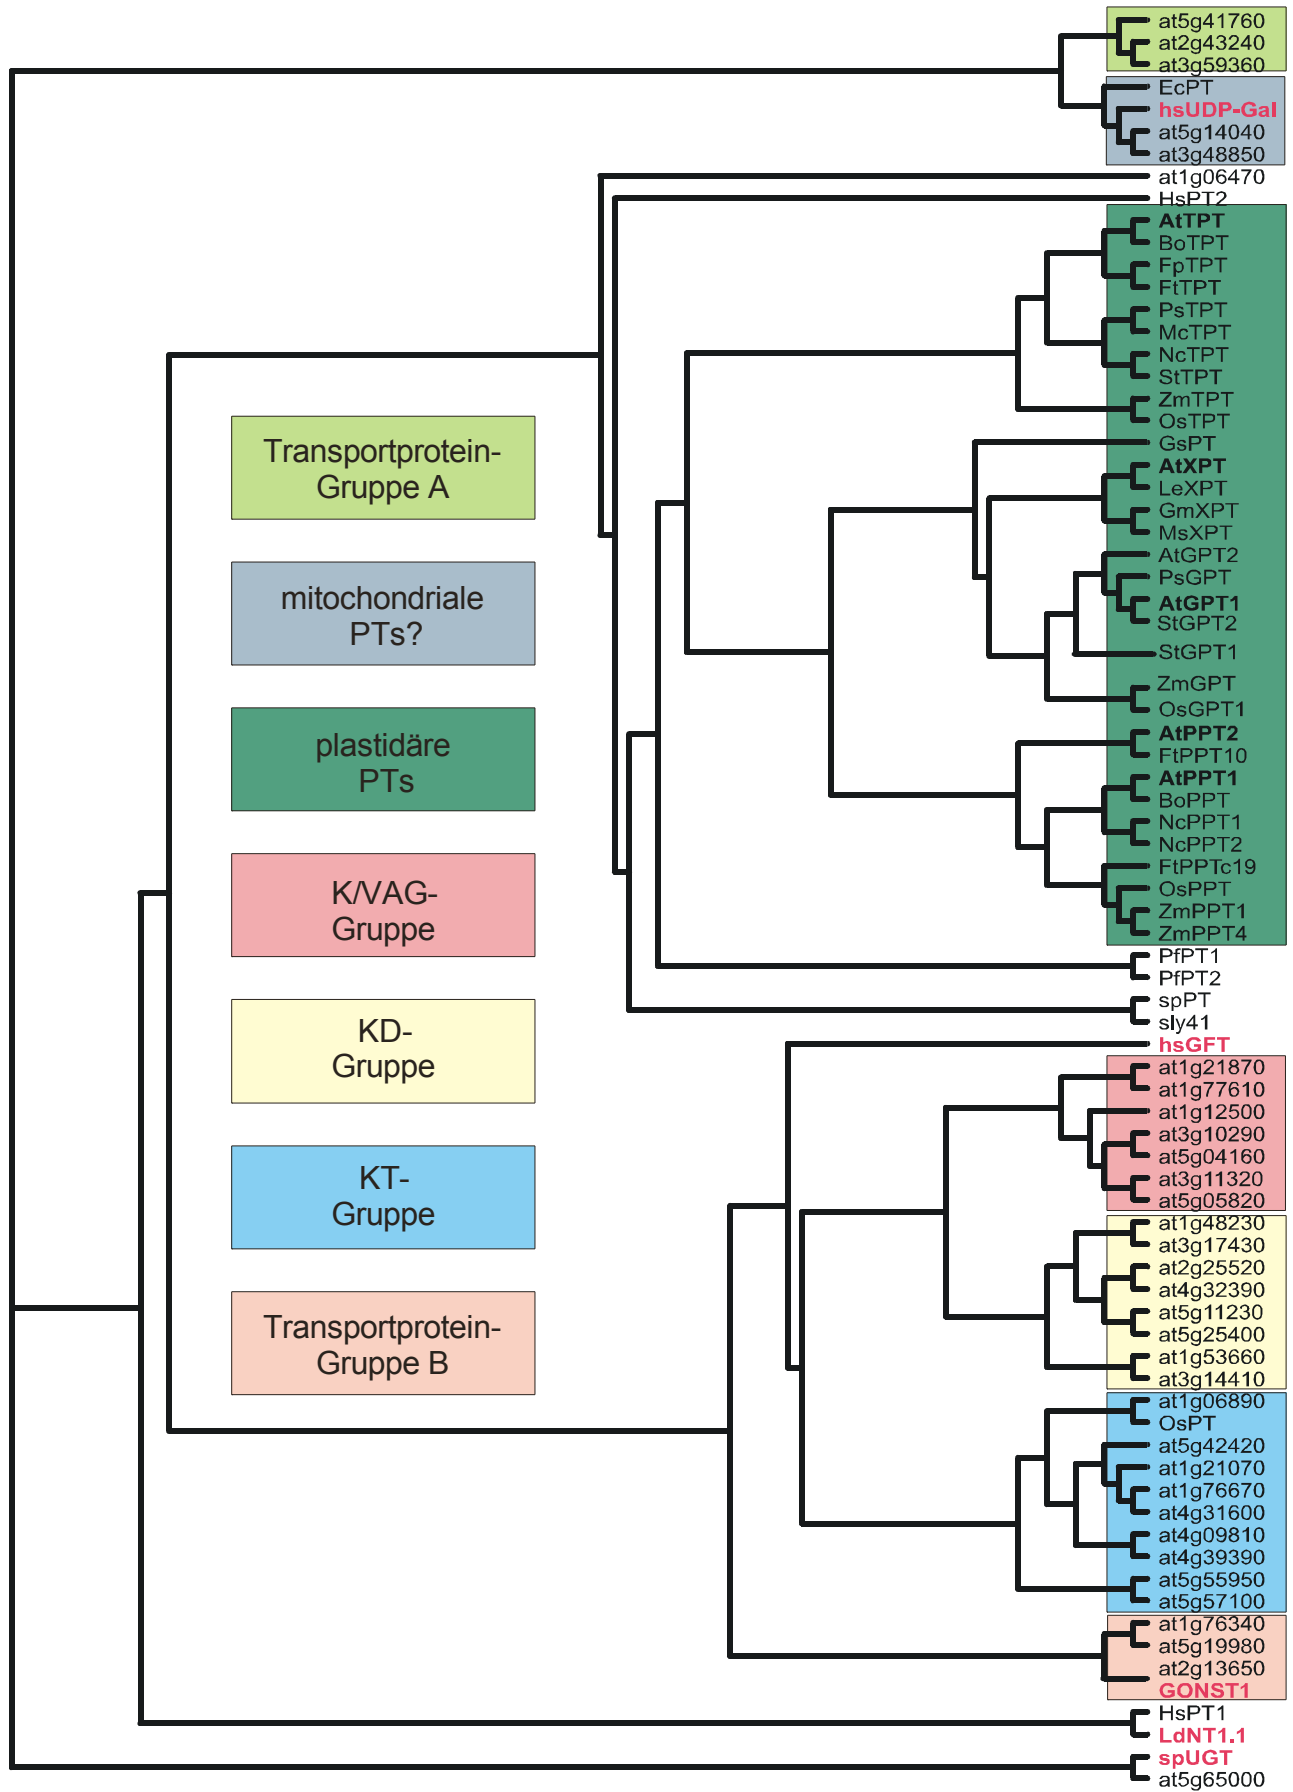 at5g41760
at2g43240
at3g59360
EcPT
hsUDP-Gal
at5g14040
at3g48850
at1g06470
HsPT2
AtTPT
BoTPT
FpTPT
FtTPT
PsTPT
McTPT
NcTPT
StTPT
ZmTPT
OsTPT
GsPT
AtXPT
LeXPT
GmXPT
MsXPT
AtGPT2
PsGPT
AtGPT1
StGPT2
StGPT1
ZmGPT
OsGPT1
AtPPT2
FtPPT10
AtPPT1
BoPPT
NcPPT1
NcPPT2
FtPPTc19
OsPPT
ZmPPT1
ZmPPT4
PfPT1
PfPT2
spPT
sly41
hsGFT
at1g21870
at1g77610
at1g12500
at3g10290
at5g04160
at3g11320
at5g05820
at1g48230
at3g17430
at2g25520
at4g32390
at5g11230
at5g25400
at1g53660
at3g14410
at1g06890
OsPT
at5g42420
at1g21070
at1g76670
at4g31600
at4g09810
at4g39390
at5g55950
at5g57100
at1g76340
at5g19980
at2g13650
GONST1
HsPT1
LdNT1.1
spUGT
at5g65000
Transportprotein-
Gruppe A
mitochondriale
PTs?
plastidäre
PTs
K/VAG-
Gruppe
KD-
Gruppe
KT-
Gruppe
Transportprotein-
Gruppe B